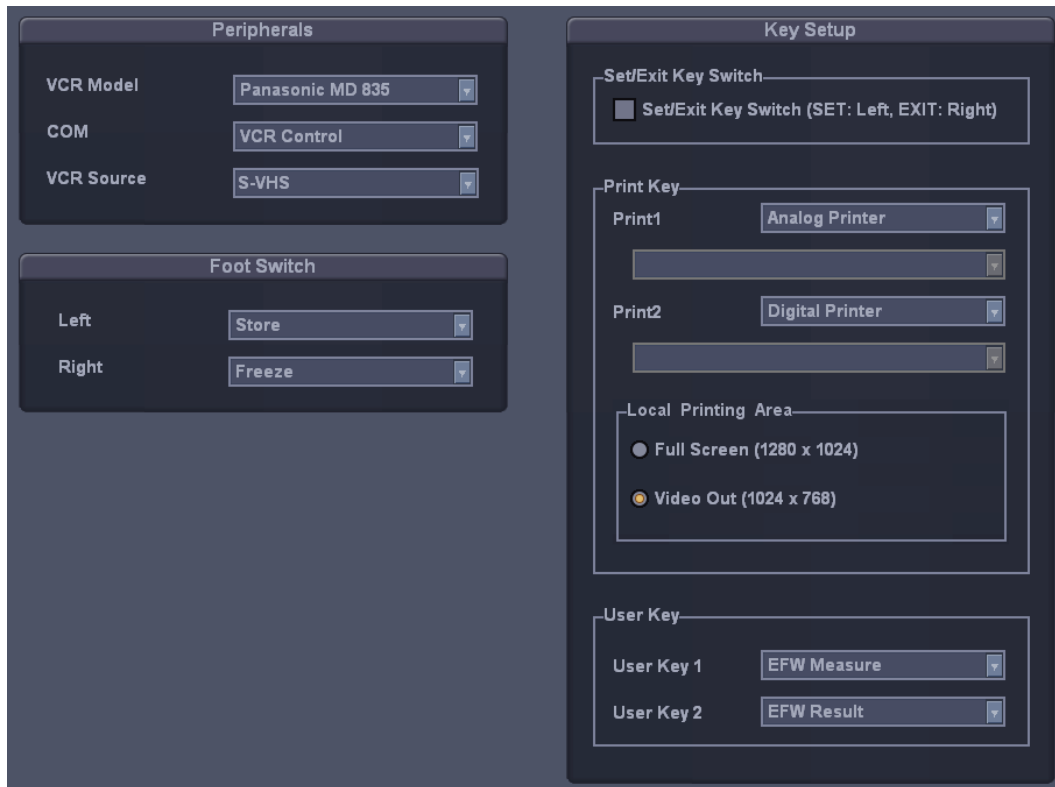 Peripherals
VCR Model
Panasonic MD 835
COM
VCR Control
VCR Source
S-VHS
Foot Switch
Left
Store
Right
Freeze
Key Setup
Set/Exit Key Switch
Set/Exit Key Switch (SET: Left, EXIT: Right)
Print Key
Print1
Analog Printer
Print2
Digital Printer
Local Printing Area
Full Screen (1280 x 1024)
Video Out (1024 x 768)
User Key
User Key 1
EFW Measure
User Key 2
EFW Result